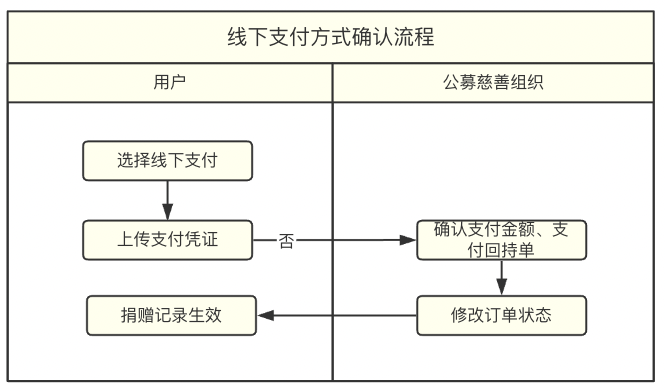 线下支付方式确认流程
用户
公募慈善组织
选择线下支付
上传支付凭证
否
确认支付金额、支
付回持单
修改订单状态
捐赠记录生效